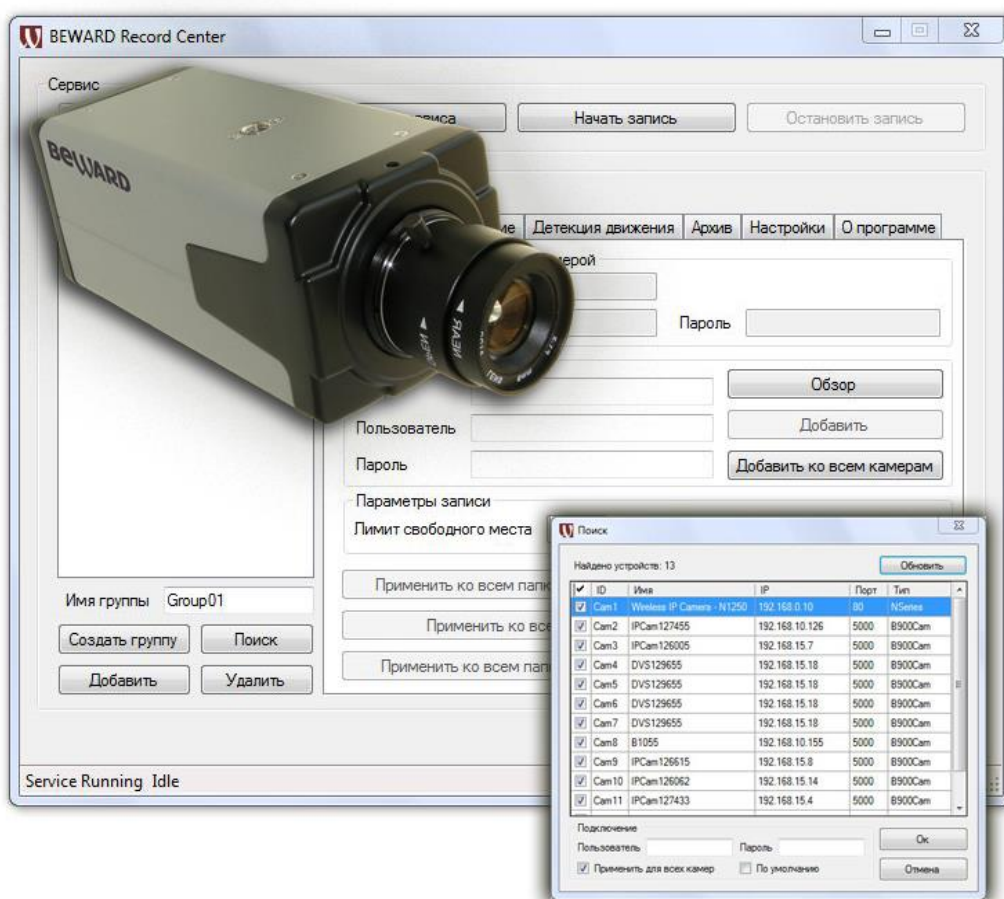 BEWARD Record Center
Сервис
Начать запись
Остановить запись
BEWARD
Детекция движения
Архив
Настройки
О программе
Пароль
Обзор
Пользователь
Добавить
Пароль
Добавить ко всем камерам
Параметры записи
Лимит свободного места
Применить ко всем
Применить ко
Применить ко всем
Имя группы Group01
Создать группу
Поиск
Добавить
Удалить
Service Running Idle
Поиск
Найдено устройств: 13
Обновить
ID Имя IP Порт Тип
Cam1 Wireless IP Camera - N1250 192.168.0.10 80 NSeries
Cam2 IPCam127455 192.168.10.126 5000 B900Cam
Cam3 IPCam126005 192.168.15.7 5000 B900Cam
Cam4 DVS129655 192.168.15.18 5000 B900Cam
Cam5 DVS129655 192.168.15.18 5000 B900Cam
Cam6 DVS129655 192.168.15.18 5000 B900Cam
Cam7 DVS129655 192.168.15.18 5000 B900Cam
Cam8 B1055 192.168.10.155 5000 B900Cam
Cam9 IPCam126615 192.168.15.8 5000 B900Cam
Cam10 IPCam126062 192.168.15.14 5000 B900Cam
Cam11 IPCam127433 192.168.15.4 5000 B900Cam
Подключение
Пользователь
Пароль
Ок
Применить для всех камер
По умолчанию
Отмена